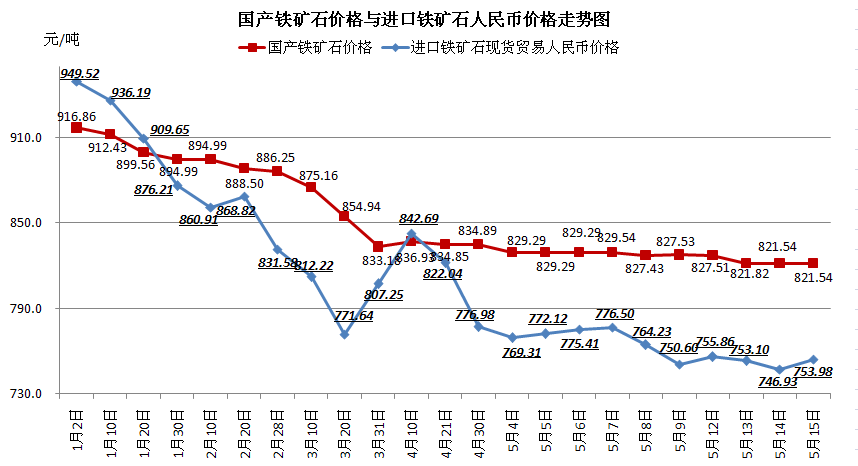 国产铁矿石价格与进口铁矿石人民币价格走势图
元/吨
国产铁矿石价格
进口铁矿石现货贸易人民币价格
910.0
850.0
790.0
730.0
949.52
936.19
909.65
876.21
860.91
868.82
831.58
812.22
771.64
807.25
842.69
822.04
776.98
769.31
772.12
775.41
776.50
764.23
750.60
755.86
753.10
746.93
753.98
916.86
912.43
899.56
894.99
894.99
888.50
886.25
875.16
854.94
833.18
836.93
834.85
834.89
829.29
829.29
829.29
829.54
827.43
827.53
827.51
821.82
821.54
821.54
1月2日
1月10日
1月20日
1月30日
2月10日
2月20日
2月28日
3月10日
3月20日
3月31日
4月10日
4月21日
4月30日
5月4日
5月5日
5月6日
5月7日
5月8日
5月9日
5月12日
5月13日
5月14日
5月15日